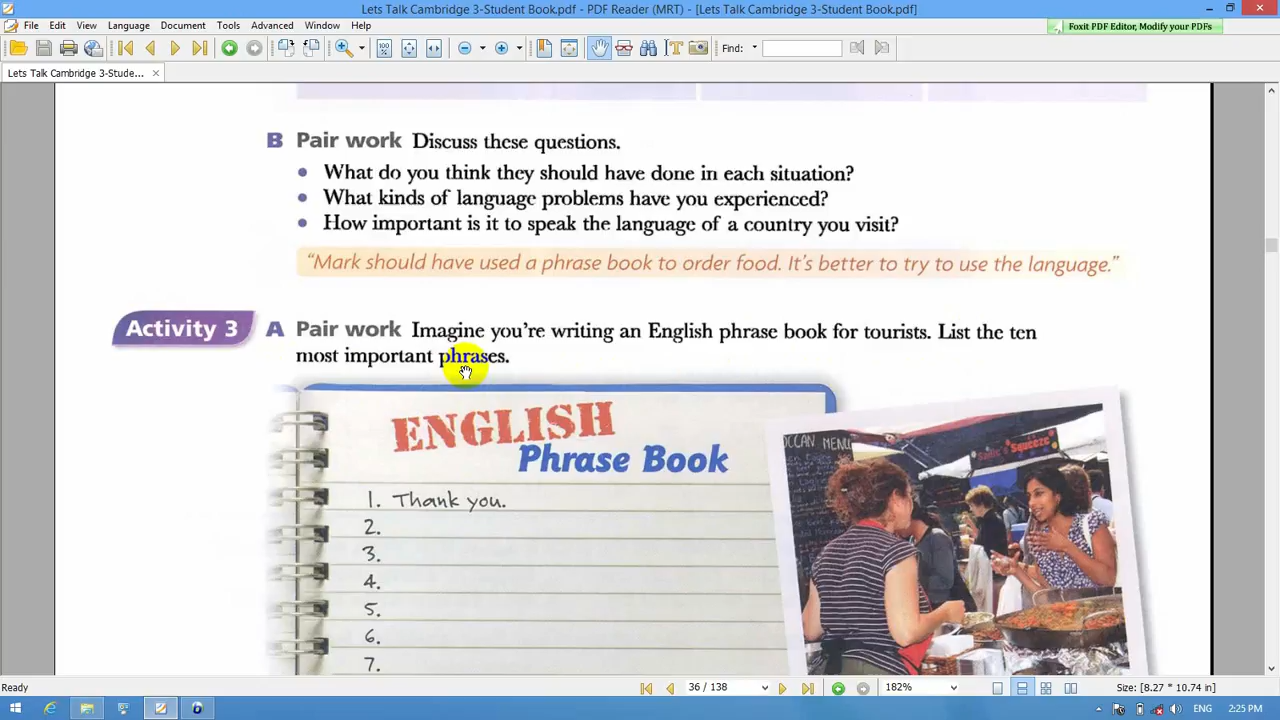 Lets Talk Cambridge 3-Student Book.pdf - PDF Reader (MRT) - [Lets Talk Cambridge 3-Student Book.pdf]
File Edit View Language Document Tools Advanced Window Help
Foxit PDF Editor, Modify your PDFs
Find:
Lets Talk Cambridge 3-Stude... ×
B Pair work Discuss these questions.
• What do you think they should have done in each situation?
• What kinds of language problems have you experienced?
• How important is it to speak the language of a country you visit?
"Mark should have used a phrase book to order food. It's better to try to use the language."
Activity 3 A Pair work Imagine you're writing an English phrase book for tourists. List the ten
most important phrases.
ENGLISH
Phrase Book
1. Thank you.
2.
3.
4.
5.
6.
7.
Ready
36 / 138
182%
Size: [8.27 * 10.74 in]
ENG 2:25 PM